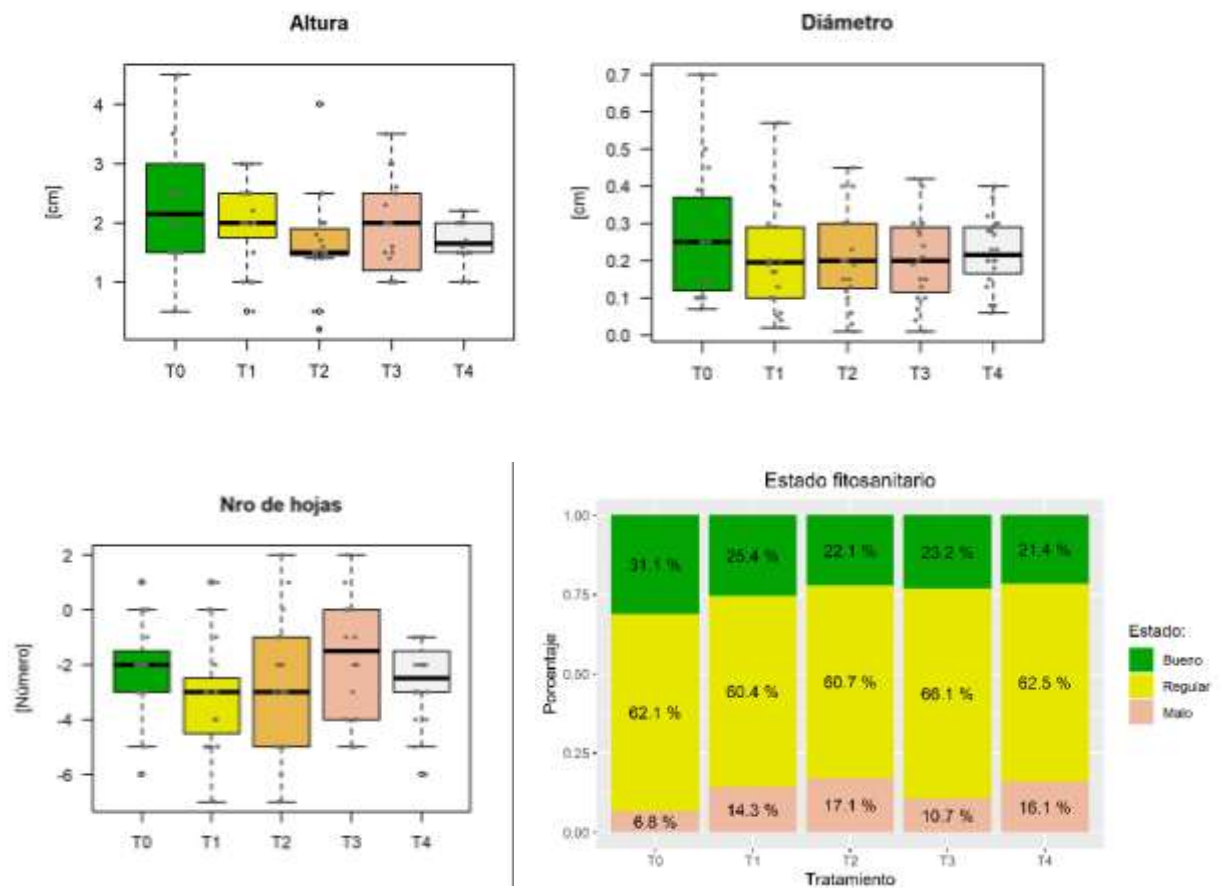 Altura
[cm]
4
3
2
1
T0 T1 T2 T3 T4
Diámetro
[cm]
0.7
0.6
0.5
0.4
0.3
0.2
0.1
0.0
T0 T1 T2 T3 T4
Nro de hojas
[Número]
2
0
-2
-4
-6
T0 T1 T2 T3 T4
Estado fitosanitario
Porcentaje
1.00
0.75
0.50
0.25
0.00
31.1 % 25.4 % 22.1 % 23.2 % 21.4 %
62.1 % 60.4 % 60.7 % 66.1 % 62.5 %
6.8 % 14.3 % 17.1 % 10.7 % 16.1 %
T0 T1 T2 T3 T4
Tratamiento
Estado:
Bueno
Regular
Malo